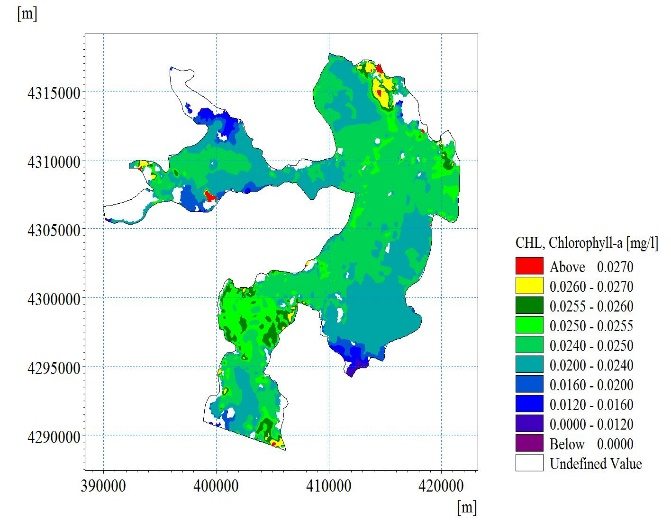 [m]
4315000
4310000
4305000
4300000
4295000
4290000
390000 400000 410000 420000
[m]
CHL, Chlorophyll-a [mg/l]
Above 0.0270
0.0260 - 0.0270
0.0255 - 0.0260
0.0250 - 0.0255
0.0240 - 0.0250
0.0200 - 0.0240
0.0160 - 0.0200
0.0120 - 0.0160
0.0000 - 0.0120
Below 0.0000
Undefined Value